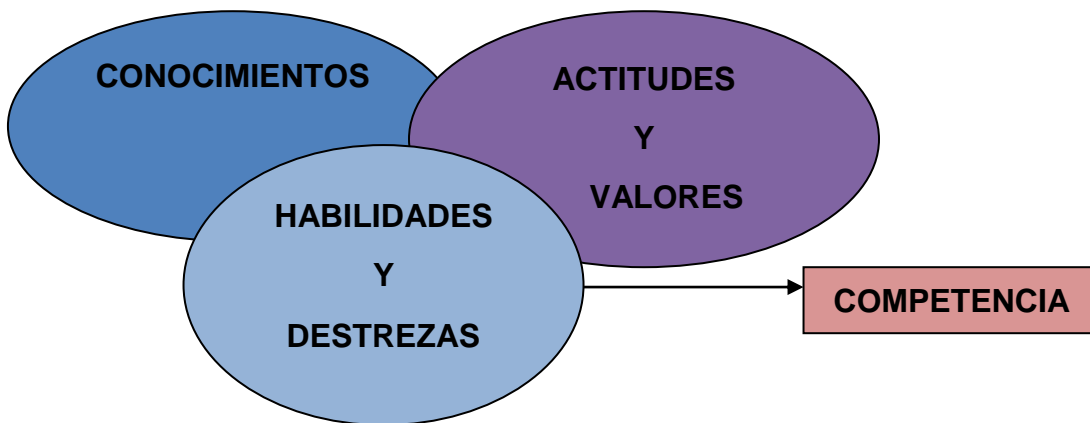 CONOCIMIENTOS
ACTITUDES
Y
VALORES
HABILIDADES
Y
DESTREZAS
COMPETENCIA